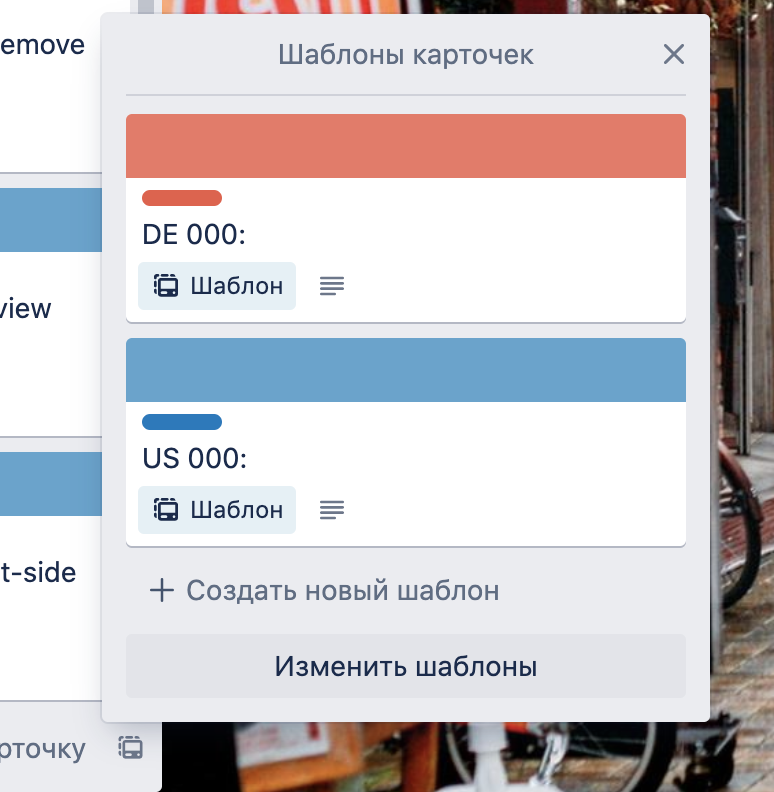 emove
Шаблоны карточек
DE 000:
Шаблон
view
US 000:
Шаблон
t-side
Создать новый шаблон
Изменить шаблоны
рточку